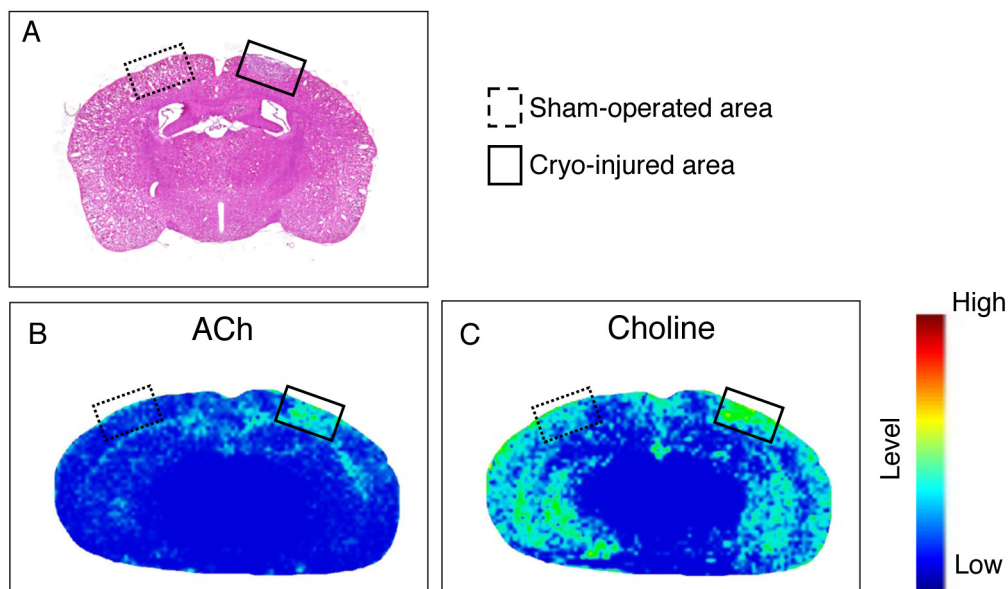 A
Sham-operated area
Cryo-injured area
B
ACh
C
Choline
High
Level
Low